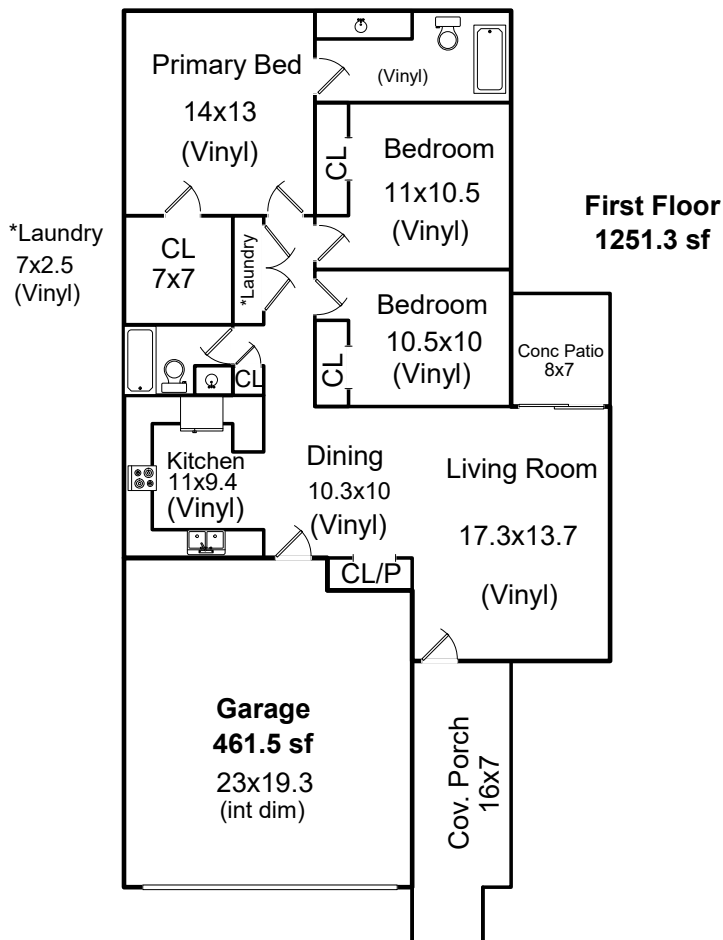 Primary Bed
14x13
(Vinyl)
(Vinyl)
CL
Bedroom
11x10.5
(Vinyl)
First Floor
1251.3 sf
*Laundry
7x2.5
(Vinyl)
CL
7x7
*Laundry
Bedroom
10.5x10
(Vinyl)
CL
Conc Patio
8x7
CL
Kitchen
11x9.4
(Vinyl)
Dining
10.3x10
(Vinyl)
Living Room
17.3x13.7
(Vinyl)
CL/P
Garage
461.5 sf
23x19.3
(int dim)
Cov. Porch
16x7